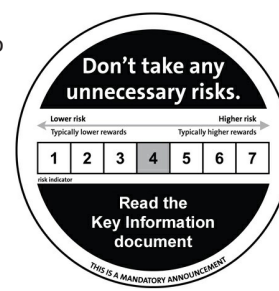 Don't take any
unnecessary risks.
Lower risk Higher risk
Typically lower rewards Typically higher rewards
1 2 3 4 5 6 7
risk indicator
Read the
Key Information
document
THIS IS A MANDATORY ANNOUNCEMENT